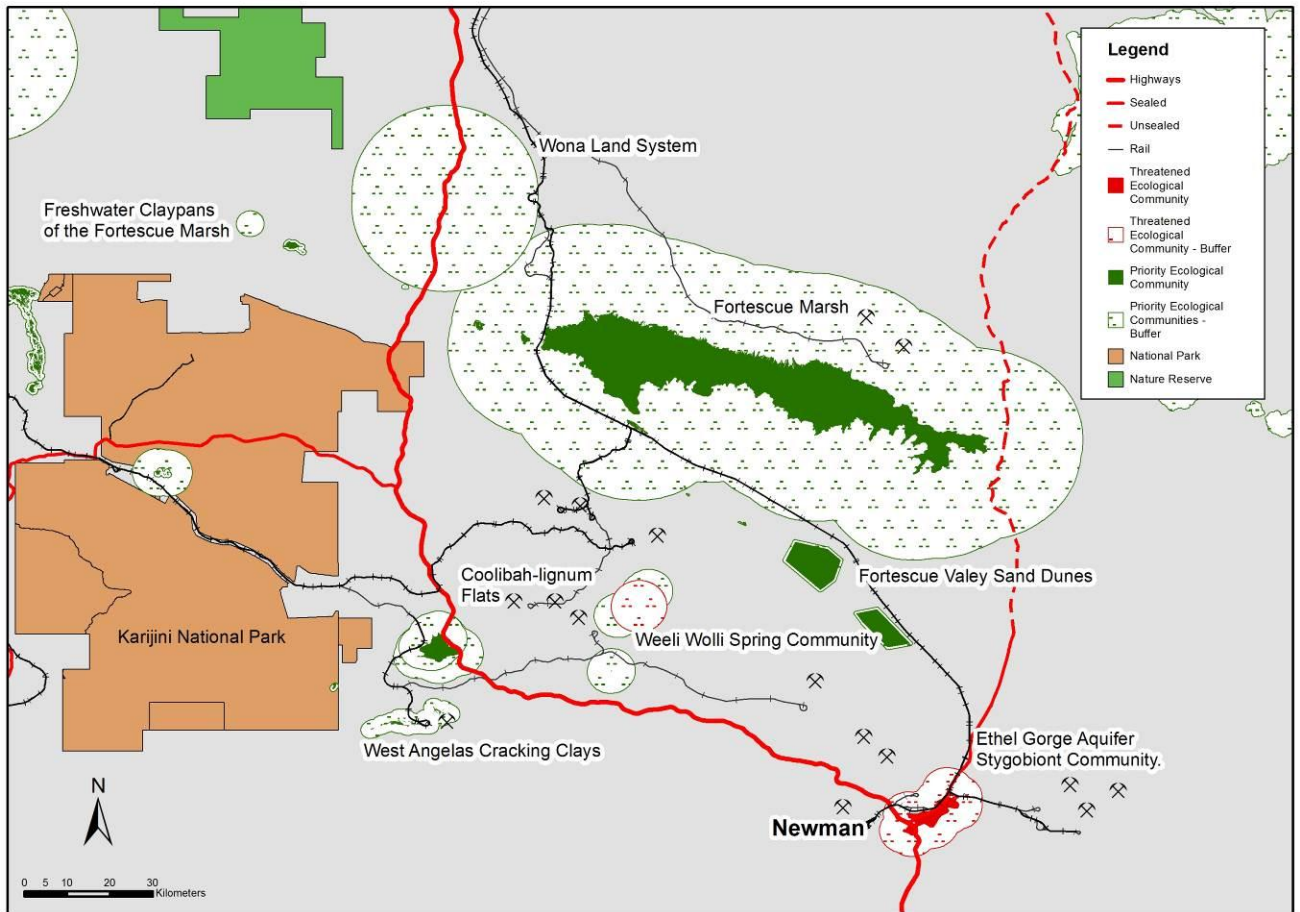 Legend
Highways
Sealed
Unsealed
Rail
Threatened
Ecological
Community
Threatened
Ecological
Community - Buffer
Priority Ecological
Community
Priority Ecological
Communities -
Buffer
National Park
Nature Reserve
Wona Land System
Freshwater Claypans
of the Fortescue Marsh
Fortescue Marsh
Coolibah-lignum
Flats
Fortescue Valey Sand Dunes
Weeli Wolli Spring Community
Karijini National Park
West Angelas Cracking Clays
Ethel Gorge Aquifer
Stygobiont Community.
Newman
N
0 5 10 20 30
Kilometers